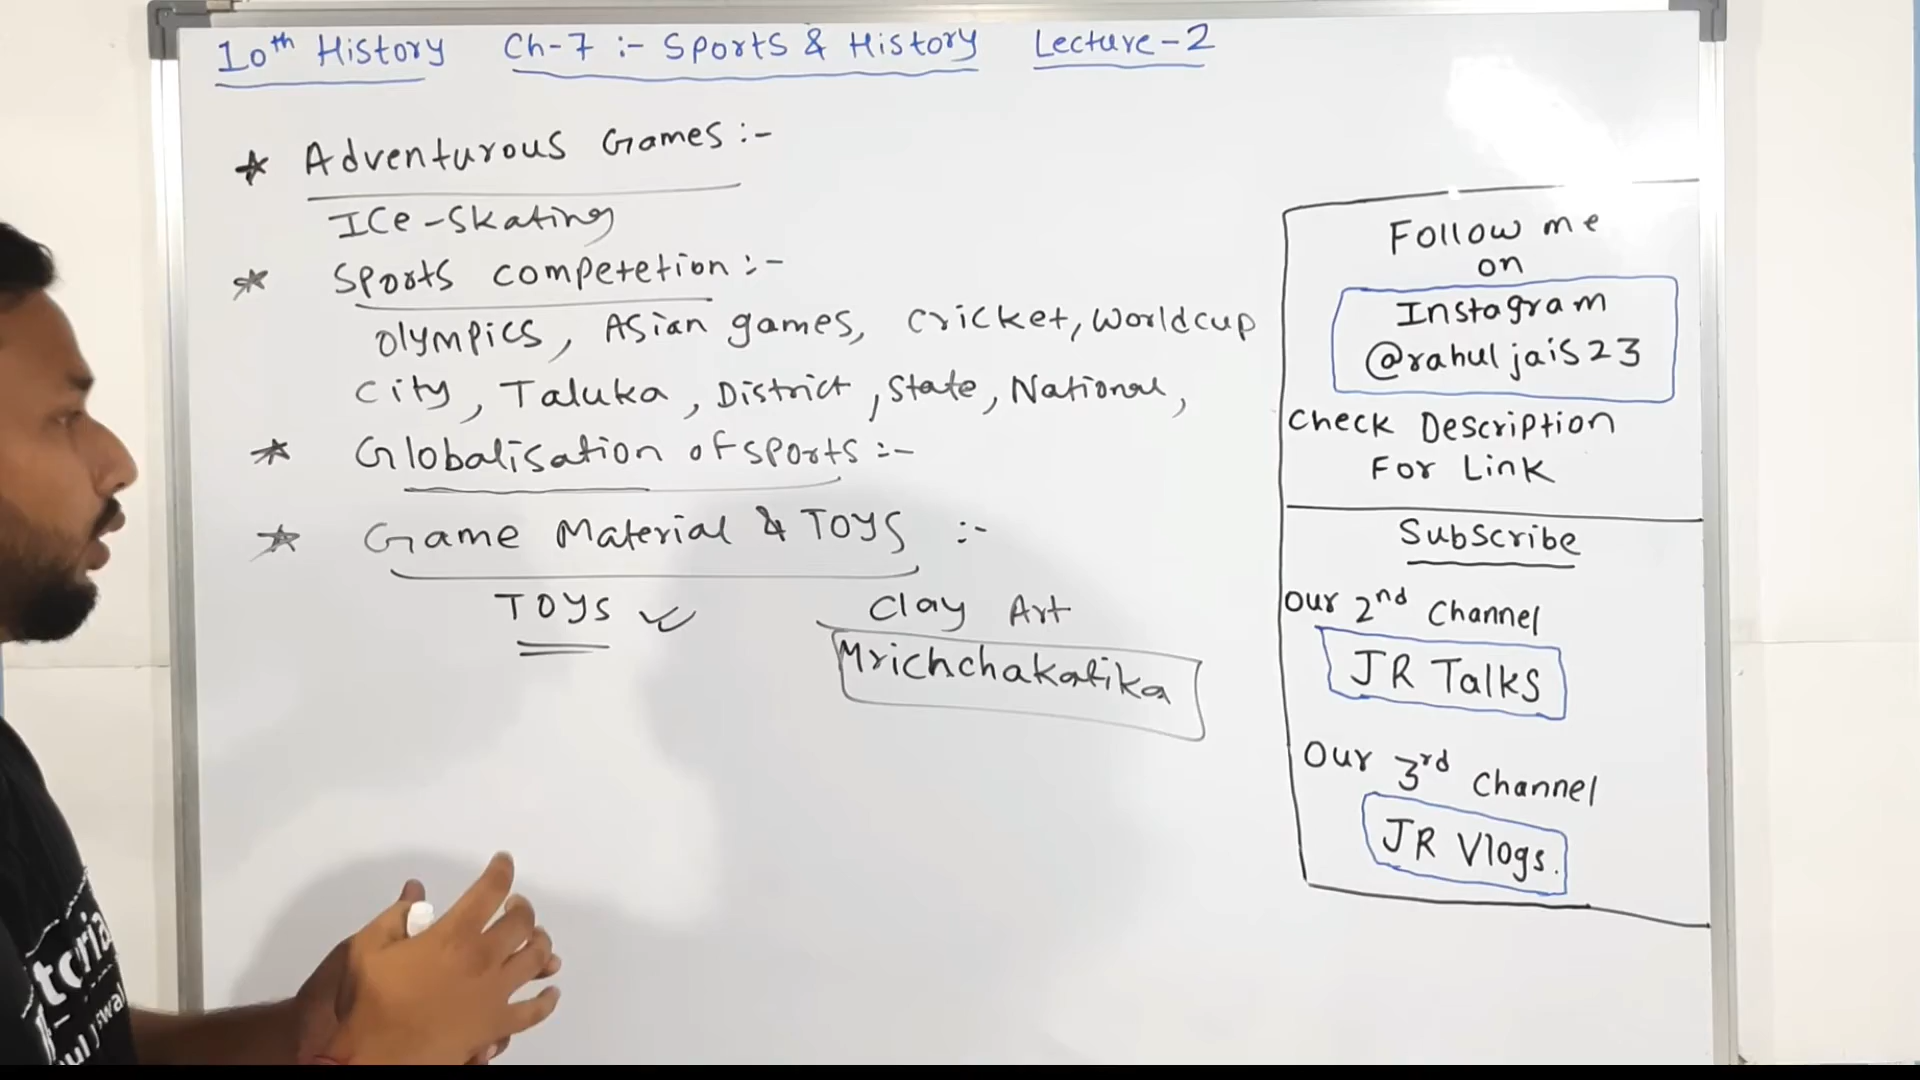 10th History Ch-7 :- Sports & History Lecture-2
* Adventurous Games :-
Ice-Skating
* Sports competetion :-
Olympics, Asian games, cricket, Worldcup
City, Taluka, District, State, National,
* Globalisation of sports :-
* Game Material & Toys :-
Toys Clay Art
Mrichchakatika
Follow me
on
Instagram
@rahuljais23
Check Description
For Link
Subscribe
Our 2nd Channel
JR Talks
Our 3rd Channel
JR Vlogs.